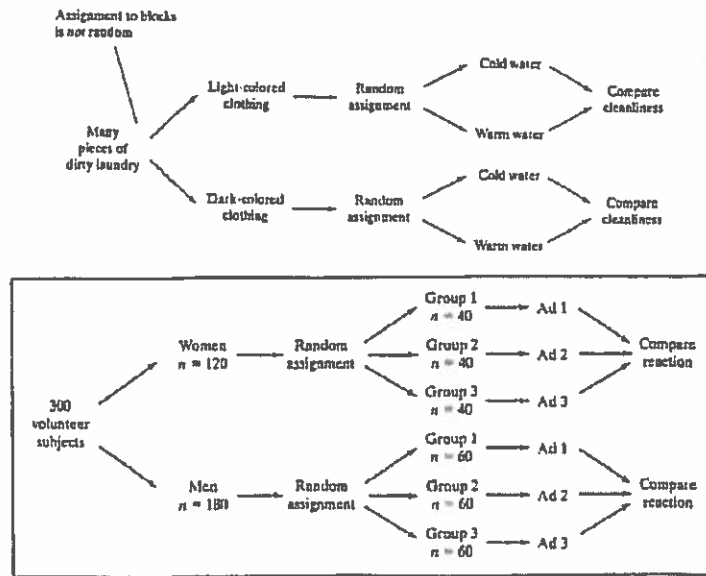 Assignment to blocks
is not random
Light-colored
clothing
Random
assignment
Cold water
Warm water
Compare
cleanliness
Many
pieces of
dirty laundry
Dark-colored
clothing
Random
assignment
Cold water
Warm water
Compare
cleanliness
300
volunteer
subjects
Women
n = 120
Random
assignment
Group 1
n = 40
Ad 1
Group 2
n = 40
Ad 2
Group 3
n = 40
Ad 3
Compare
reaction
Men
n = 180
Random
assignment
Group 1
n = 60
Ad 1
Group 2
n = 60
Ad 2
Group 3
n = 60
Ad 3
Compare
reaction